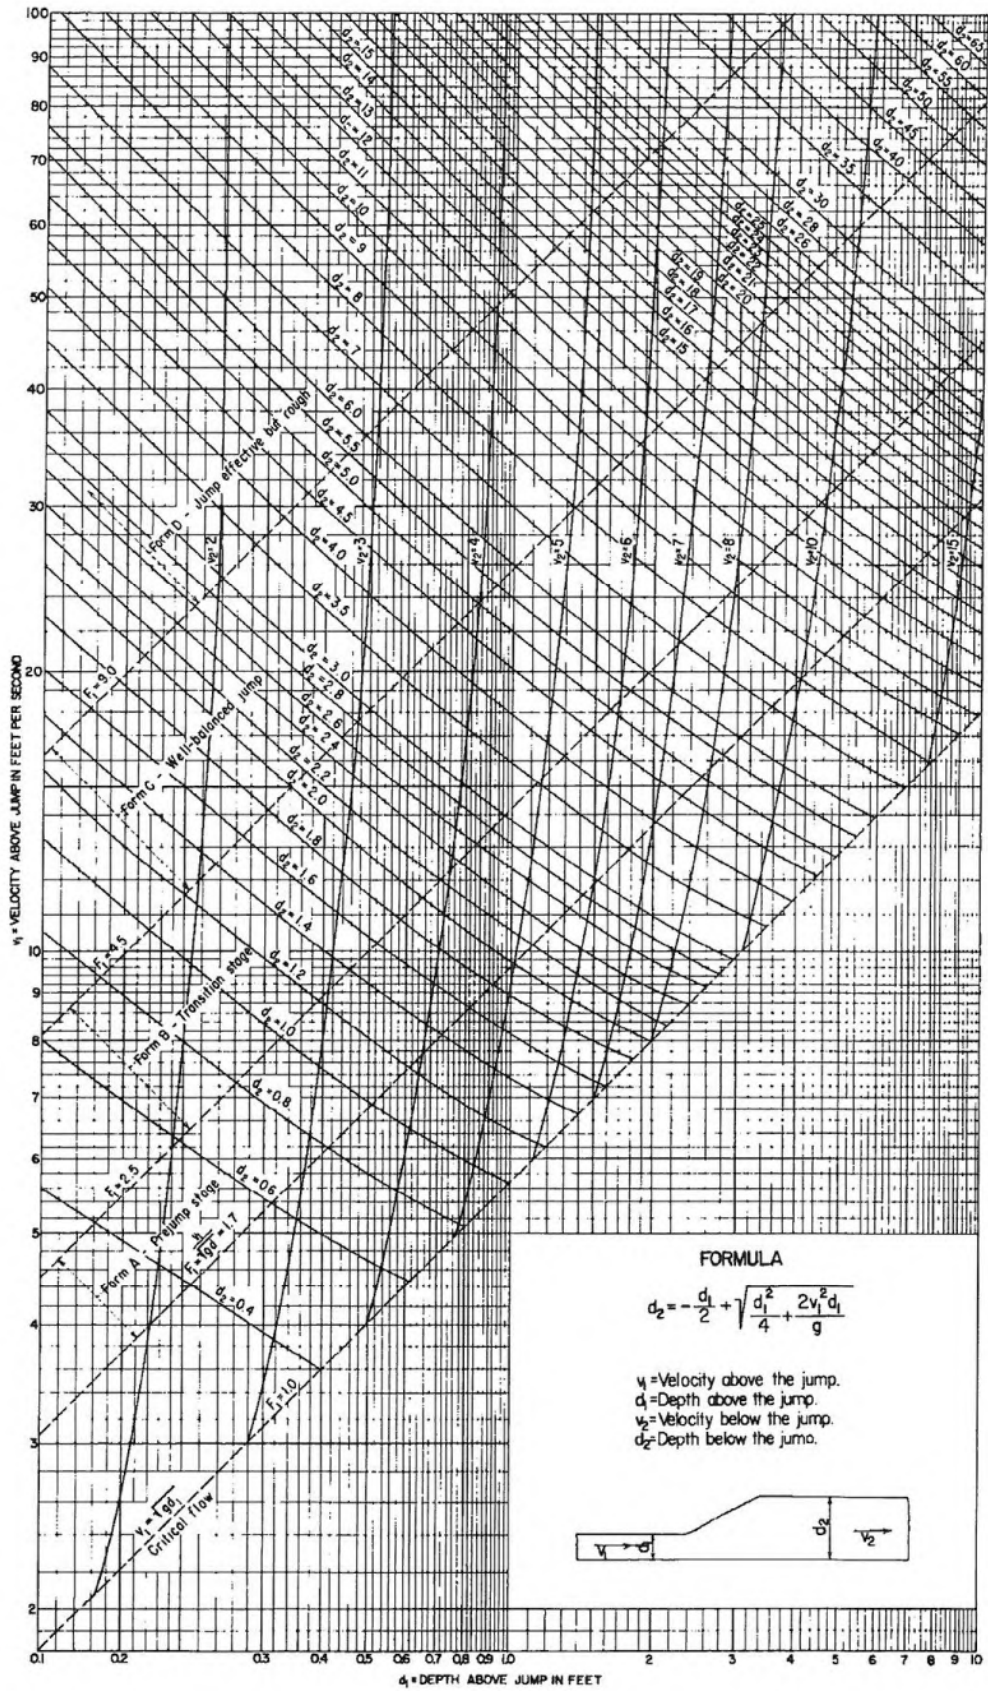 100
90
80
70
60
50
40
30
20
10
9
8
7
6
5
4
3
2
v₁ = VELOCITY ABOVE JUMP IN FEET PER SECOND
d₂=15
d₂=14
d₂=13
d₂=12
d₂=11
d₂=10
d₂=9
d₂=8
d₂=7
d₂=6.0
d₂=5.5
d₂=5.0
d₂=4.5
d₂=4.0
d₂=3.5
d₂=3.0
d₂=2.8
d₂=2.6
d₂=2.4
d₂=2.2
d₂=2.0
d₂=1.8
d₂=1.6
d₂=1.4
d₂=1.2
d₂=1.0
d₂=0.8
d₂=0.6
d₂=0.4
d₂=65
d₂=60
d₂=55
d₂=50
d₂=45
d₂=40
d₂=35
d₂=30
d₂=28
d₂=26
d₂=22
d₂=21
d₂=20
d₂=19
d₂=18
d₂=17
d₂=16
d₂=15
v₂=2
v₂=3
v₂=4
v₂=5
v₂=6
v₂=7
v₂=8
v₂=10
v₂=15
Form D - Jump effective but rough
F₁=9.0
Form C - Well-balanced jump
F₁=4.5
Form B - Transition stage
F₁=2.5
Form A - Prejump stage
F₁=v₁/√gd = 1.7
F₁=1.0
v₁ = √gd₁
Critical flow
FORMULA
d₂ = -d₁/2 + √(d₁²/4 + 2v₁²d₁/g)
v₁=Velocity above the jump.
d₁=Depth above the jump.
v₂=Velocity below the jump.
d₂=Depth below the jump.
v₁
d₁
d₂
v₂
0.1 0.2 0.3 0.4 0.5 0.6 0.7 0.8 0.9 1.0 2 3 4 5 6 7 8 9 10
d₁ = DEPTH ABOVE JUMP IN FEET